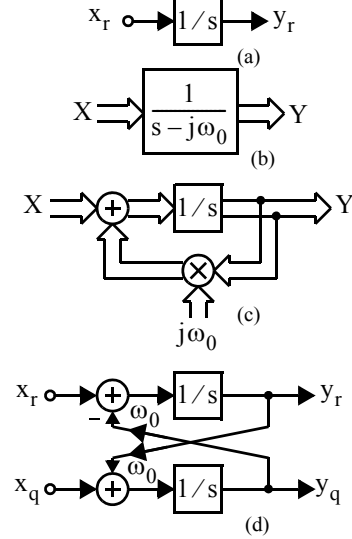 x_r 1/s y_r
(a)
X 1/(s − jω_0) Y
(b)
X + 1/s Y
×
jω_0 (c)
x_r + 1/s y_r
− ω_0
ω_0
x_q + 1/s y_q
(d)